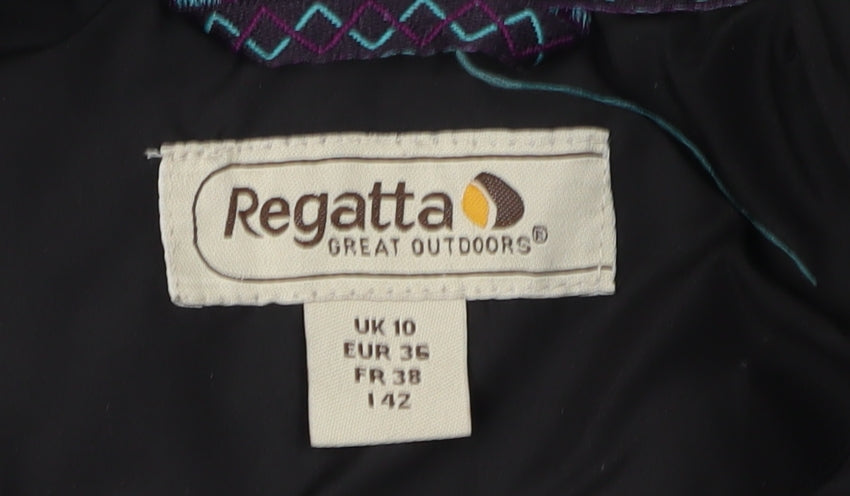 Regatta
GREAT OUTDOORS®
UK 10
EUR 36
FR 38
I 42